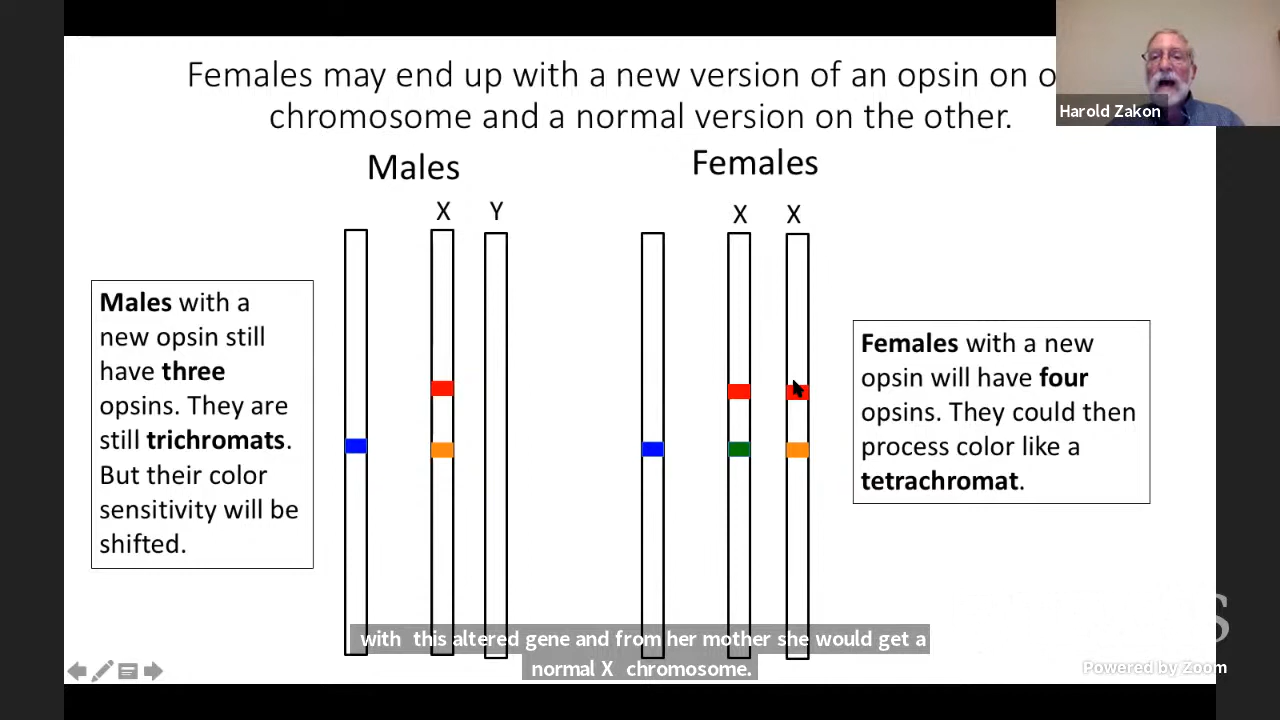 Females may end up with a new version of an opsin on o
chromosome and a normal version on the other.
Harold Zakon
Males
Females
X Y
X X
Males with a
new opsin still
have three
opsins. They are
still trichromats.
But their color
sensitivity will be
shifted.
Females with a new
opsin will have four
opsins. They could then
process color like a
tetrachromat.
with this altered gene and from her mother she would get a
normal X chromosome.
S
Powered by Zoom